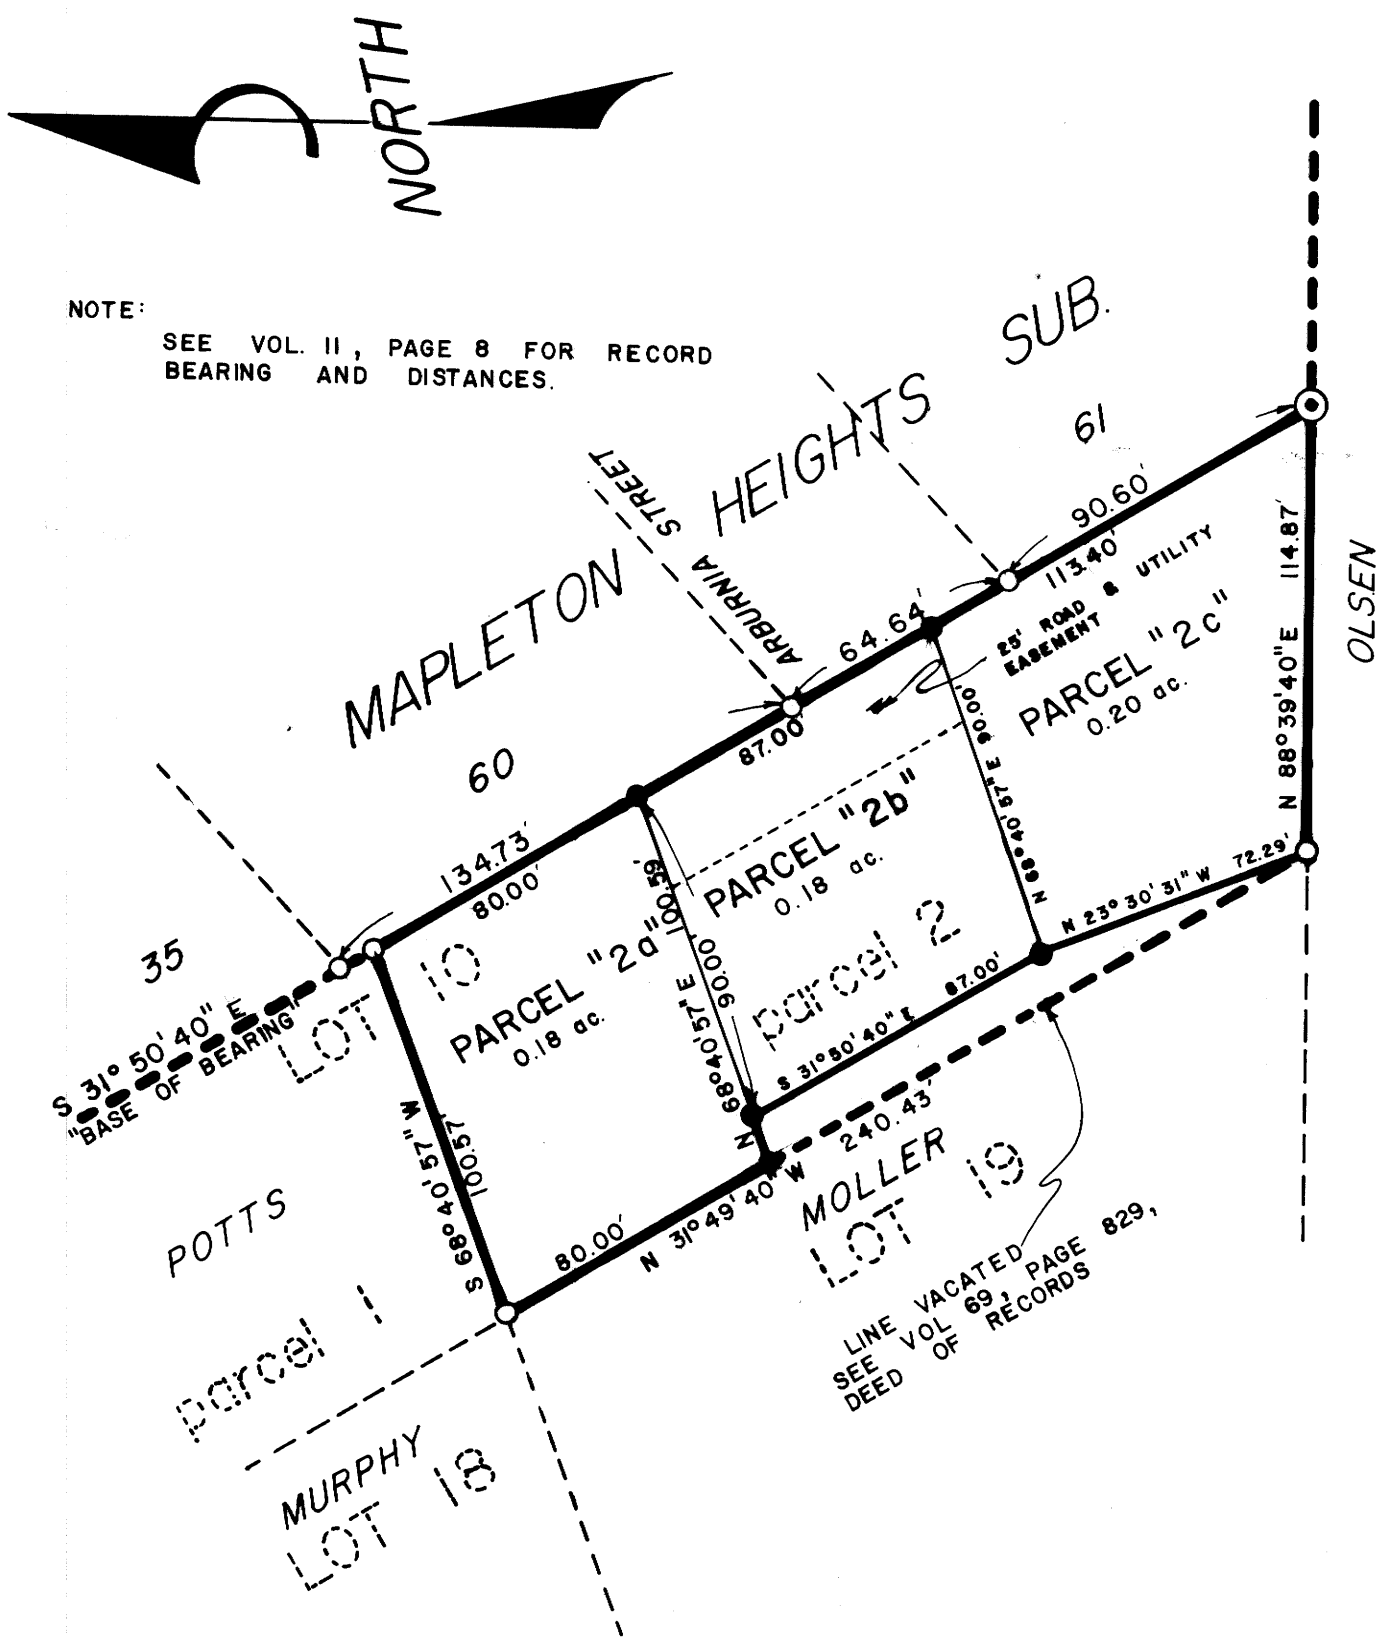 NORTH
NOTE:
SEE VOL. II, PAGE 8 FOR RECORD
BEARING AND DISTANCES.
MAPLETON HEIGHTS SUB.
61
60
35
ARBURNIA STREET
90.60'
113.40'
64.64'
87.00'
134.73'
80.00'
25' ROAD & UTILITY
EASEMENT
N 88°39'40" E 114.87'
OLSEN
PARCEL "2c"
0.20 ac.
N 68°40'57" E 90.00'
90.00'
PARCEL "2b"
0.18 ac.
parcel 2
100.59'
N 68°40'57" E 90.00'
LOT 10
PARCEL "2a"
0.18 ac.
S 31°50'40" E
"BASE OF BEARING"
N 23°30'31" W 72.29'
S 31°50'40" E 87.00'
240.43'
S 68°40'57" W
100.57'
80.00'
N 31°49'40" W
MOLLER
LOT 19
LINE VACATED
SEE VOL 69, PAGE 829,
DEED OF RECORDS
POTTS
parcel 1
MURPHY
LOT 18